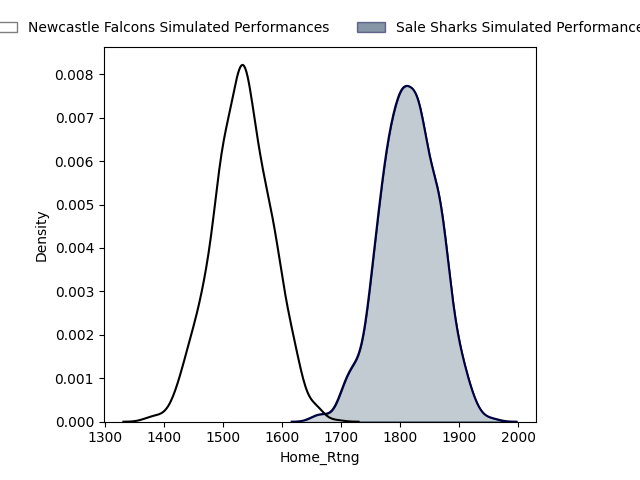 Newcastle Falcons Simulated Performances Sale Sharks Simulated Performance
0.008
0.007
0.006
0.005
0.004
0.003
0.002
0.001
0.000
Density
1300 1400 1500 1600 1700 1800 1900 2000
Home_Rtng